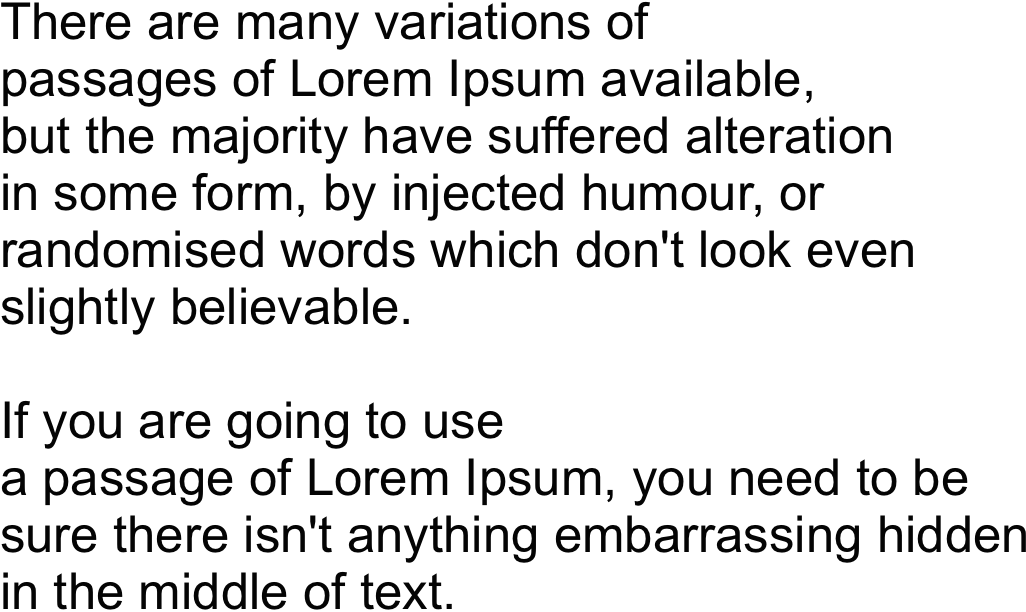 There are many variations of
passages of Lorem Ipsum available,
but the majority have suffered alteration
in some form, by injected humour, or
randomised words which don't look even
slightly believable.

If you are going to use
a passage of Lorem Ipsum, you need to be
sure there isn't anything embarrassing hidden
in the middle of text.